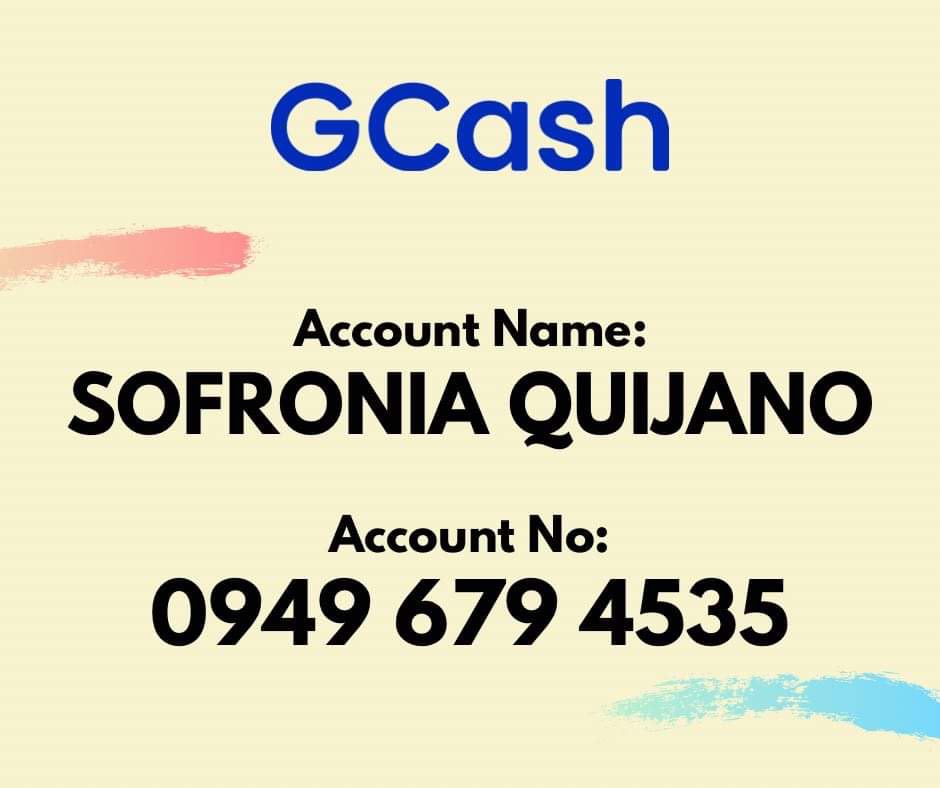 GCash
Account Name:
SOFRONIA QUIJANO
Account No:
0949 679 4535